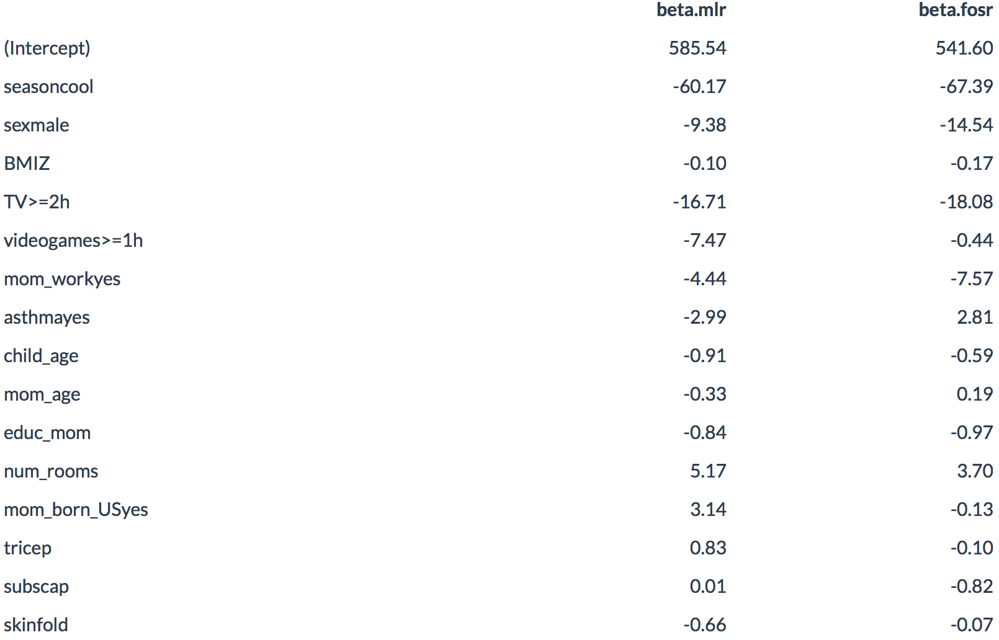 beta.mlr beta.fosr
(Intercept) 585.54 541.60
seasoncool -60.17 -67.39
sexmale -9.38 -14.54
BMIZ -0.10 -0.17
TV>=2h -16.71 -18.08
videogames>=1h -7.47 -0.44
mom_workyes -4.44 -7.57
asthmayes -2.99 2.81
child_age -0.91 -0.59
mom_age -0.33 0.19
educ_mom -0.84 -0.97
num_rooms 5.17 3.70
mom_born_USyes 3.14 -0.13
tricep 0.83 -0.10
subscap 0.01 -0.82
skinfold -0.66 -0.07